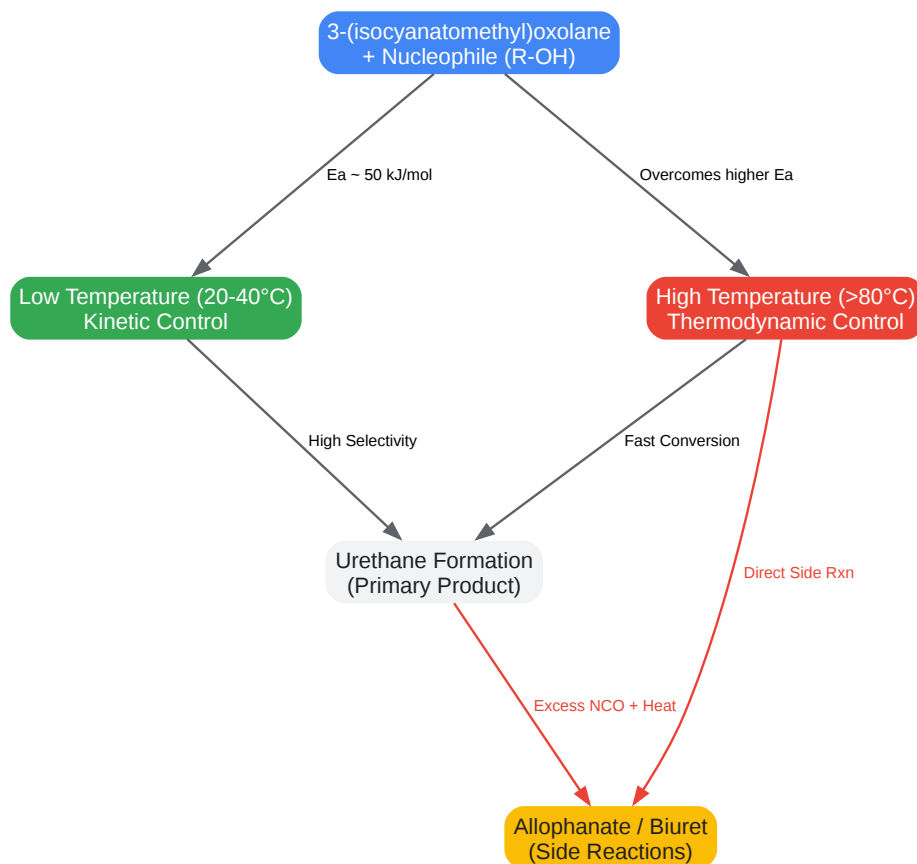 3-(isocyanatomethyl)oxolane
+ Nucleophile (R-OH)
Ea ~ 50 kJ/mol
Overcomes higher Ea
Low Temperature (20-40°C)
Kinetic Control
High Temperature (>80°C)
Thermodynamic Control
High Selectivity
Fast Conversion
Urethane Formation
(Primary Product)
Direct Side Rxn
Excess NCO + Heat
Allophanate / Biuret
(Side Reactions)